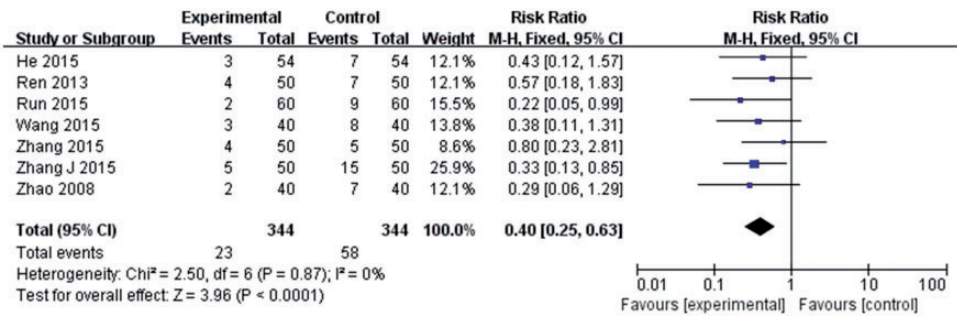 Experimental Control Risk Ratio Risk Ratio
Study or Subgroup Events Total Events Total Weight M-H, Fixed, 95% CI M-H, Fixed, 95% CI
He 2015 3 54 7 54 12.1% 0.43 [0.12, 1.57]
Ren 2013 4 50 7 50 12.1% 0.57 [0.18, 1.83]
Run 2015 2 60 9 60 15.5% 0.22 [0.05, 0.99]
Wang 2015 3 40 8 40 13.8% 0.38 [0.11, 1.31]
Zhang 2015 4 50 5 50 8.6% 0.80 [0.23, 2.81]
Zhang J 2015 5 50 15 50 25.9% 0.33 [0.13, 0.85]
Zhao 2008 2 40 7 40 12.1% 0.29 [0.06, 1.29]
Total (95% CI) 344 344 100.0% 0.40 [0.25, 0.63]
Total events 23 58
Heterogeneity: Chi² = 2.50, df = 6 (P = 0.87); I² = 0%
Test for overall effect: Z = 3.96 (P < 0.0001)
0.01 0.1 1 10 100
Favours [experimental] Favours [control]